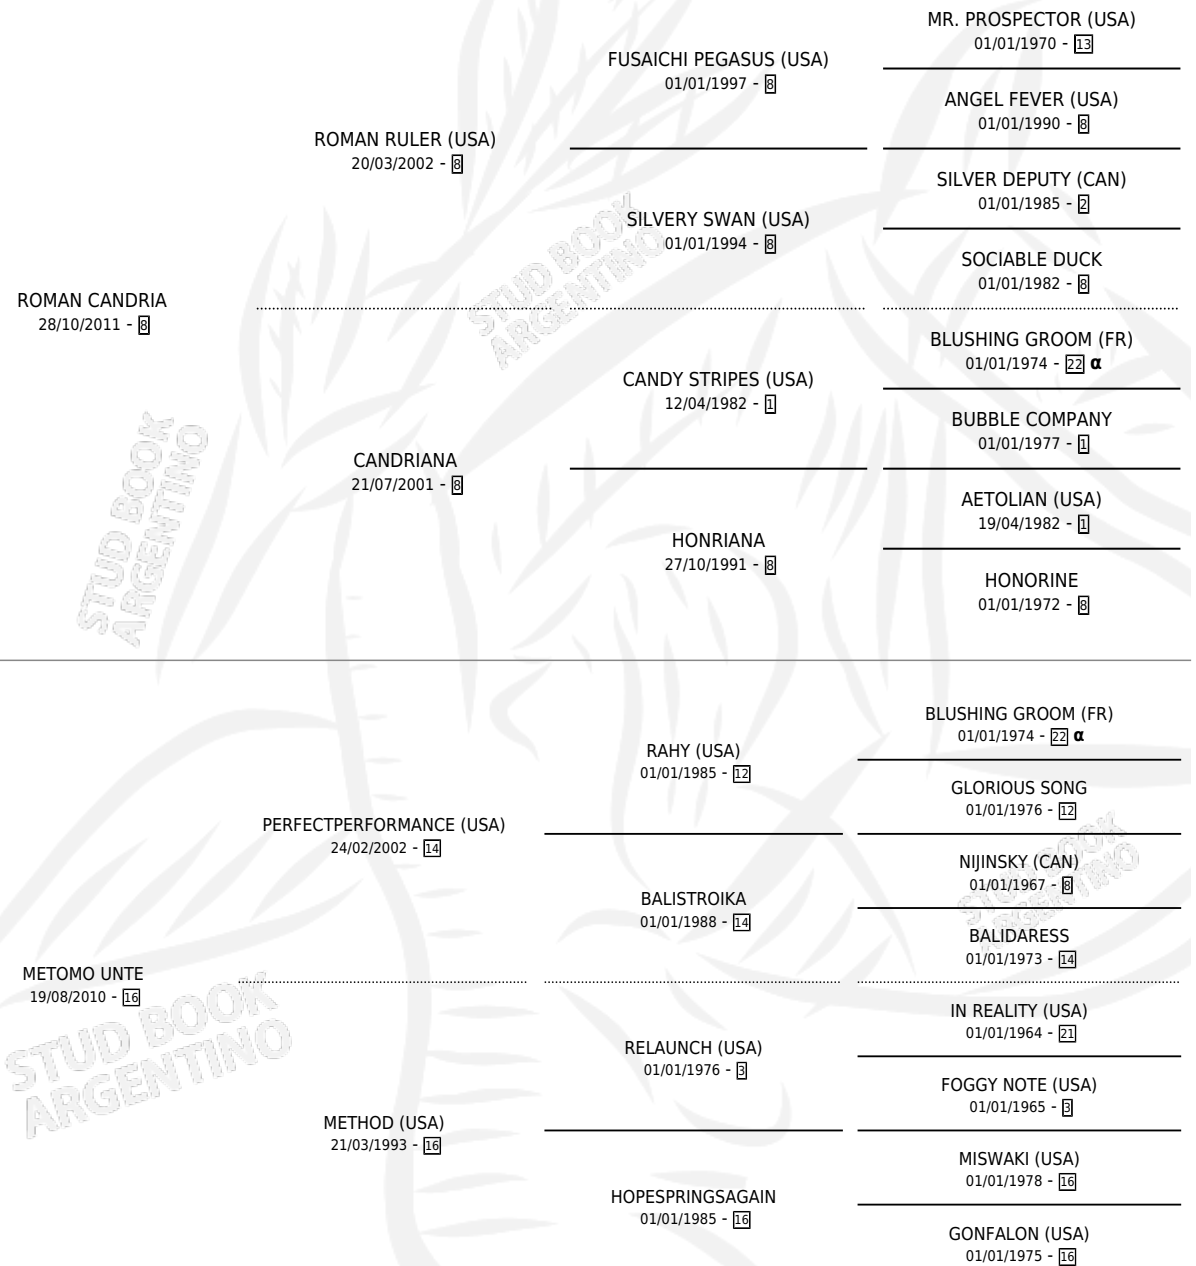 MR. PROSPECTOR (USA)
01/01/1970 - 13
FUSAICHI PEGASUS (USA)
01/01/1997 - 8
ANGEL FEVER (USA)
01/01/1990 - 8
ROMAN RULER (USA)
20/03/2002 - 8
SILVER DEPUTY (CAN)
01/01/1985 - 2
SILVERY SWAN (USA)
01/01/1994 - 8
SOCIABLE DUCK
01/01/1982 - 8
STUD BOOK
ARGENTINO
ROMAN CANDRIA
28/10/2011 - 8
BLUSHING GROOM (FR)
01/01/1974 - 22 α
CANDY STRIPES (USA)
12/04/1982 - 1
BUBBLE COMPANY
01/01/1977 - 1
CANDRIANA
21/07/2001 - 8
AETOLIAN (USA)
19/04/1982 - 1
HONRIANA
27/10/1991 - 8
HONORINE
01/01/1972 - 8
STUD BOOK
ARGENTINO
BLUSHING GROOM (FR)
01/01/1974 - 22 α
RAHY (USA)
01/01/1985 - 12
GLORIOUS SONG
01/01/1976 - 12
PERFECTPERFORMANCE (USA)
24/02/2002 - 14
NIJINSKY (CAN)
01/01/1967 - 8
BALISTROIKA
01/01/1988 - 14
BALIDARESS
01/01/1973 - 14
STUD BOOK
ARGENTINO
METOMO UNTE
19/08/2010 - 16
IN REALITY (USA)
01/01/1964 - 21
RELAUNCH (USA)
01/01/1976 - 3
FOGGY NOTE (USA)
01/01/1965 - 3
METHOD (USA)
21/03/1993 - 16
MISWAKI (USA)
01/01/1978 - 16
HOPESPRINGSAGAIN
01/01/1985 - 16
GONFALON (USA)
01/01/1975 - 16
STUD BOOK
ARGENTINO